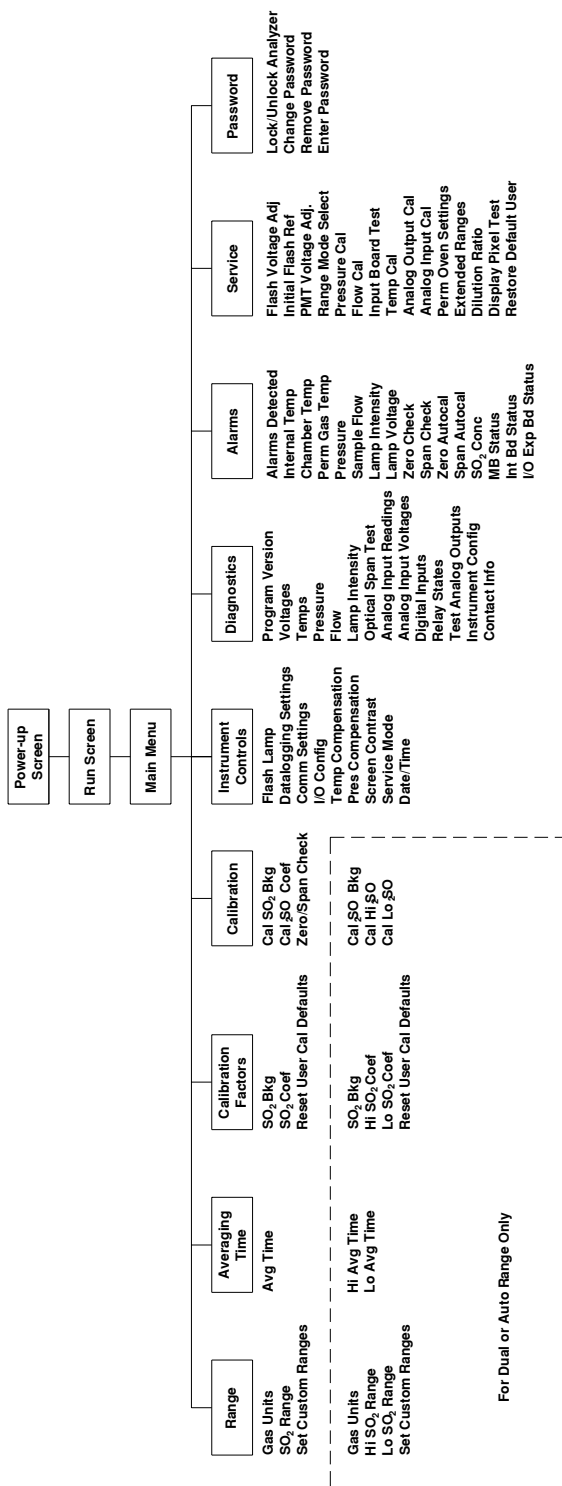 Power-up
Screen
Run Screen
Main Menu
Range
Gas Units
SO2 Range
Set Custom Ranges
Gas Units
Hi SO2 Range
Lo SO2 Range
Set Custom Ranges
Averaging
Time
Avg Time
Hi Avg Time
Lo Avg Time
Calibration
Factors
SO2 Bkg
SO2 Coef
Reset User Cal Defaults
SO2 Bkg
Hi SO2 Coef
Lo SO2 Coef
Reset User Cal Defaults
Calibration
Cal SO2 Bkg
Cal2SO Coef
Zero/Span Check
Cal2SO Bkg
Cal Hi2SO
Cal Lo2SO
For Dual or Auto Range Only
Instrument
Controls
Flash Lamp
Datalogging Settings
Comm Settings
I/O Config
Temp Compensation
Pres Compensation
Screen Contrast
Service Mode
Date/Time
Diagnostics
Program Version
Voltages
Temps
Pressure
Flow
Lamp Intensity
Optical Span Test
Analog Input Readings
Analog Input Voltages
Digital Inputs
Relay States
Test Analog Outputs
Instrument Config
Contact Info
Alarms
Alarms Detected
Internal Temp
Chamber Temp
Perm Gas Temp
Pressure
Sample Flow
Lamp Intensity
Lamp Voltage
Zero Check
Span Check
Zero Autocal
Span Autocal
SO2 Conc
MB Status
Int Bd Status
I/O Exp Bd Status
Service
Flash Voltage Adj
Initial Flash Ref
PMT Voltage Adj.
Range Mode Select
Pressure Cal
Flow Cal
Input Board Test
Temp Cal
Analog Output Cal
Analog Input Cal
Perm Oven Settings
Extended Ranges
Dilution Ratio
Display Pixel Test
Restore Default User
Password
Lock/Unlock Analyzer
Change Password
Remove Password
Enter Password